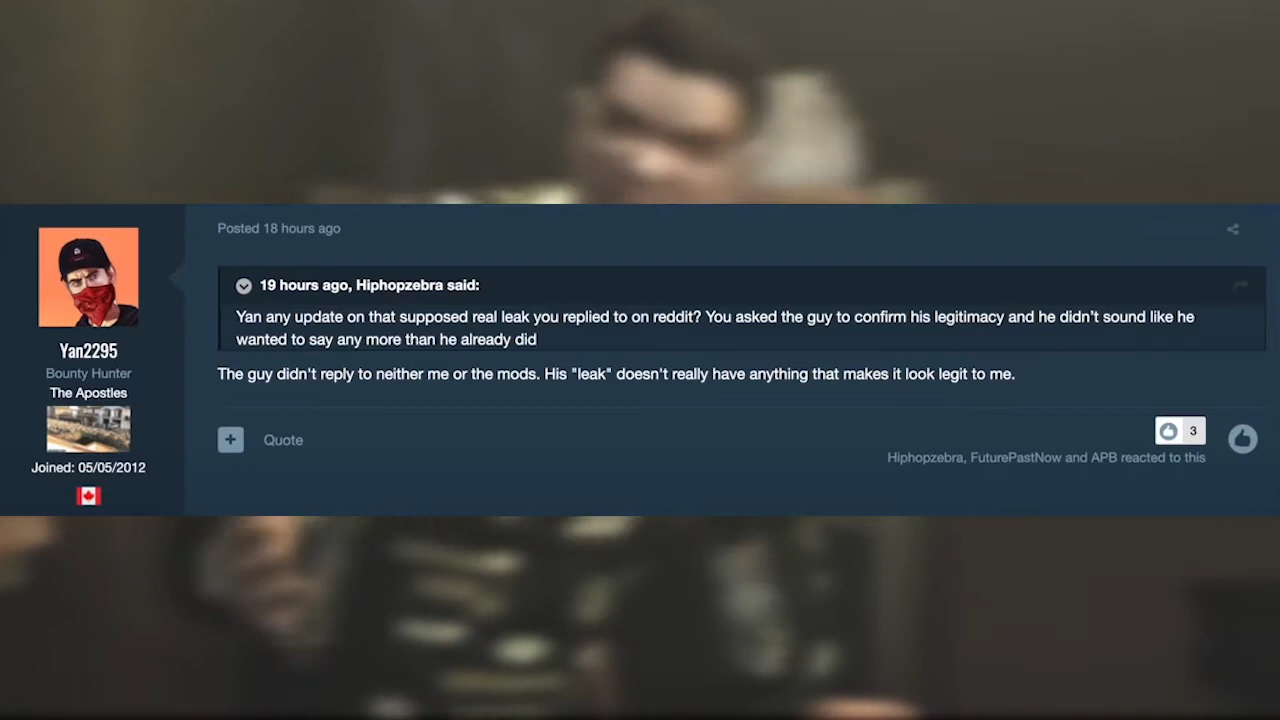 Posted 18 hours ago
19 hours ago, Hiphopzebra said:
Yan any update on that supposed real leak you replied to on reddit? You asked the guy to confirm his legitimacy and he didn't sound like he
wanted to say any more than he already did
Yan2295
Bounty Hunter
The Apostles
Joined: 05/05/2012
The guy didn't reply to neither me or the mods. His "leak" doesn't really have anything that makes it look legit to me.
+ Quote
3
Hiphopzebra, FuturePastNow and APB reacted to this